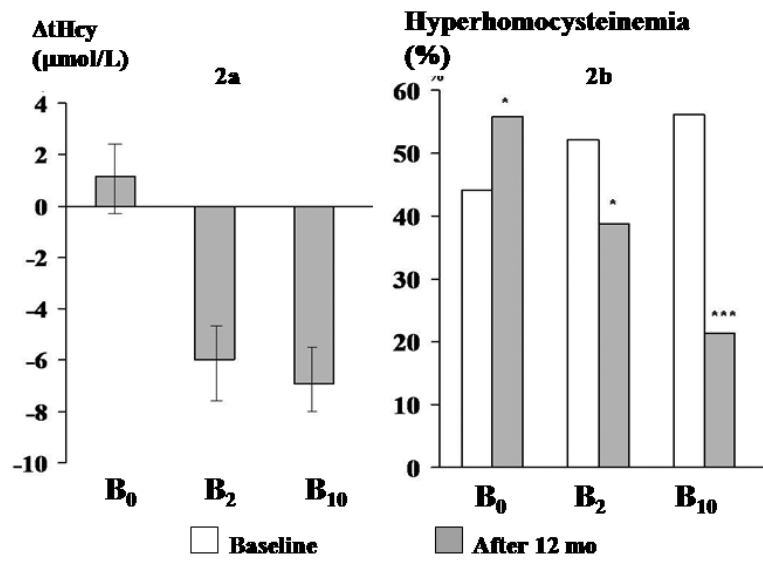 ΔtHcy
(μmol/L)
2a
4
2
0
-2
-4
-6
-8
-10
B₀ B₂ B₁₀
Hyperhomocysteinemia
(%)
%
2b
60
50
40
30
20
10
0
*
*
***
B₀ B₂ B₁₀
Baseline
After 12 mo